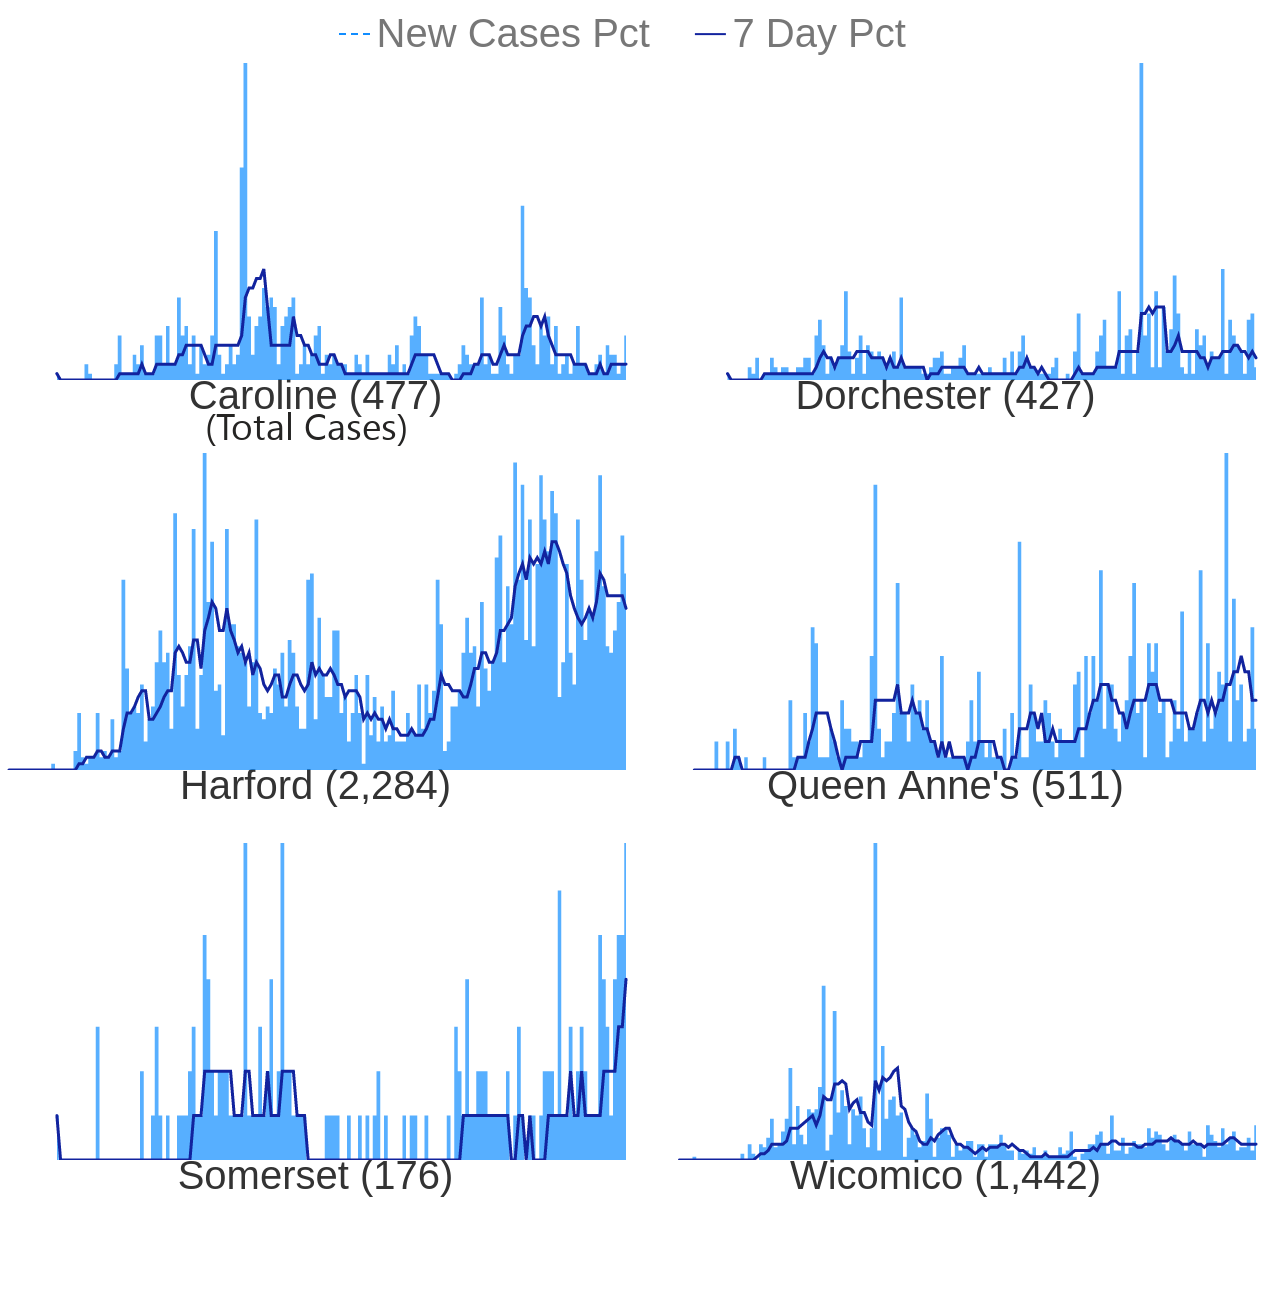 New Cases Pct 7 Day Pct
Caroline (477) Dorchester (427)
(Total Cases)
Harford (2,284) Queen Anne's (511)
Somerset (176) Wicomico (1,442)